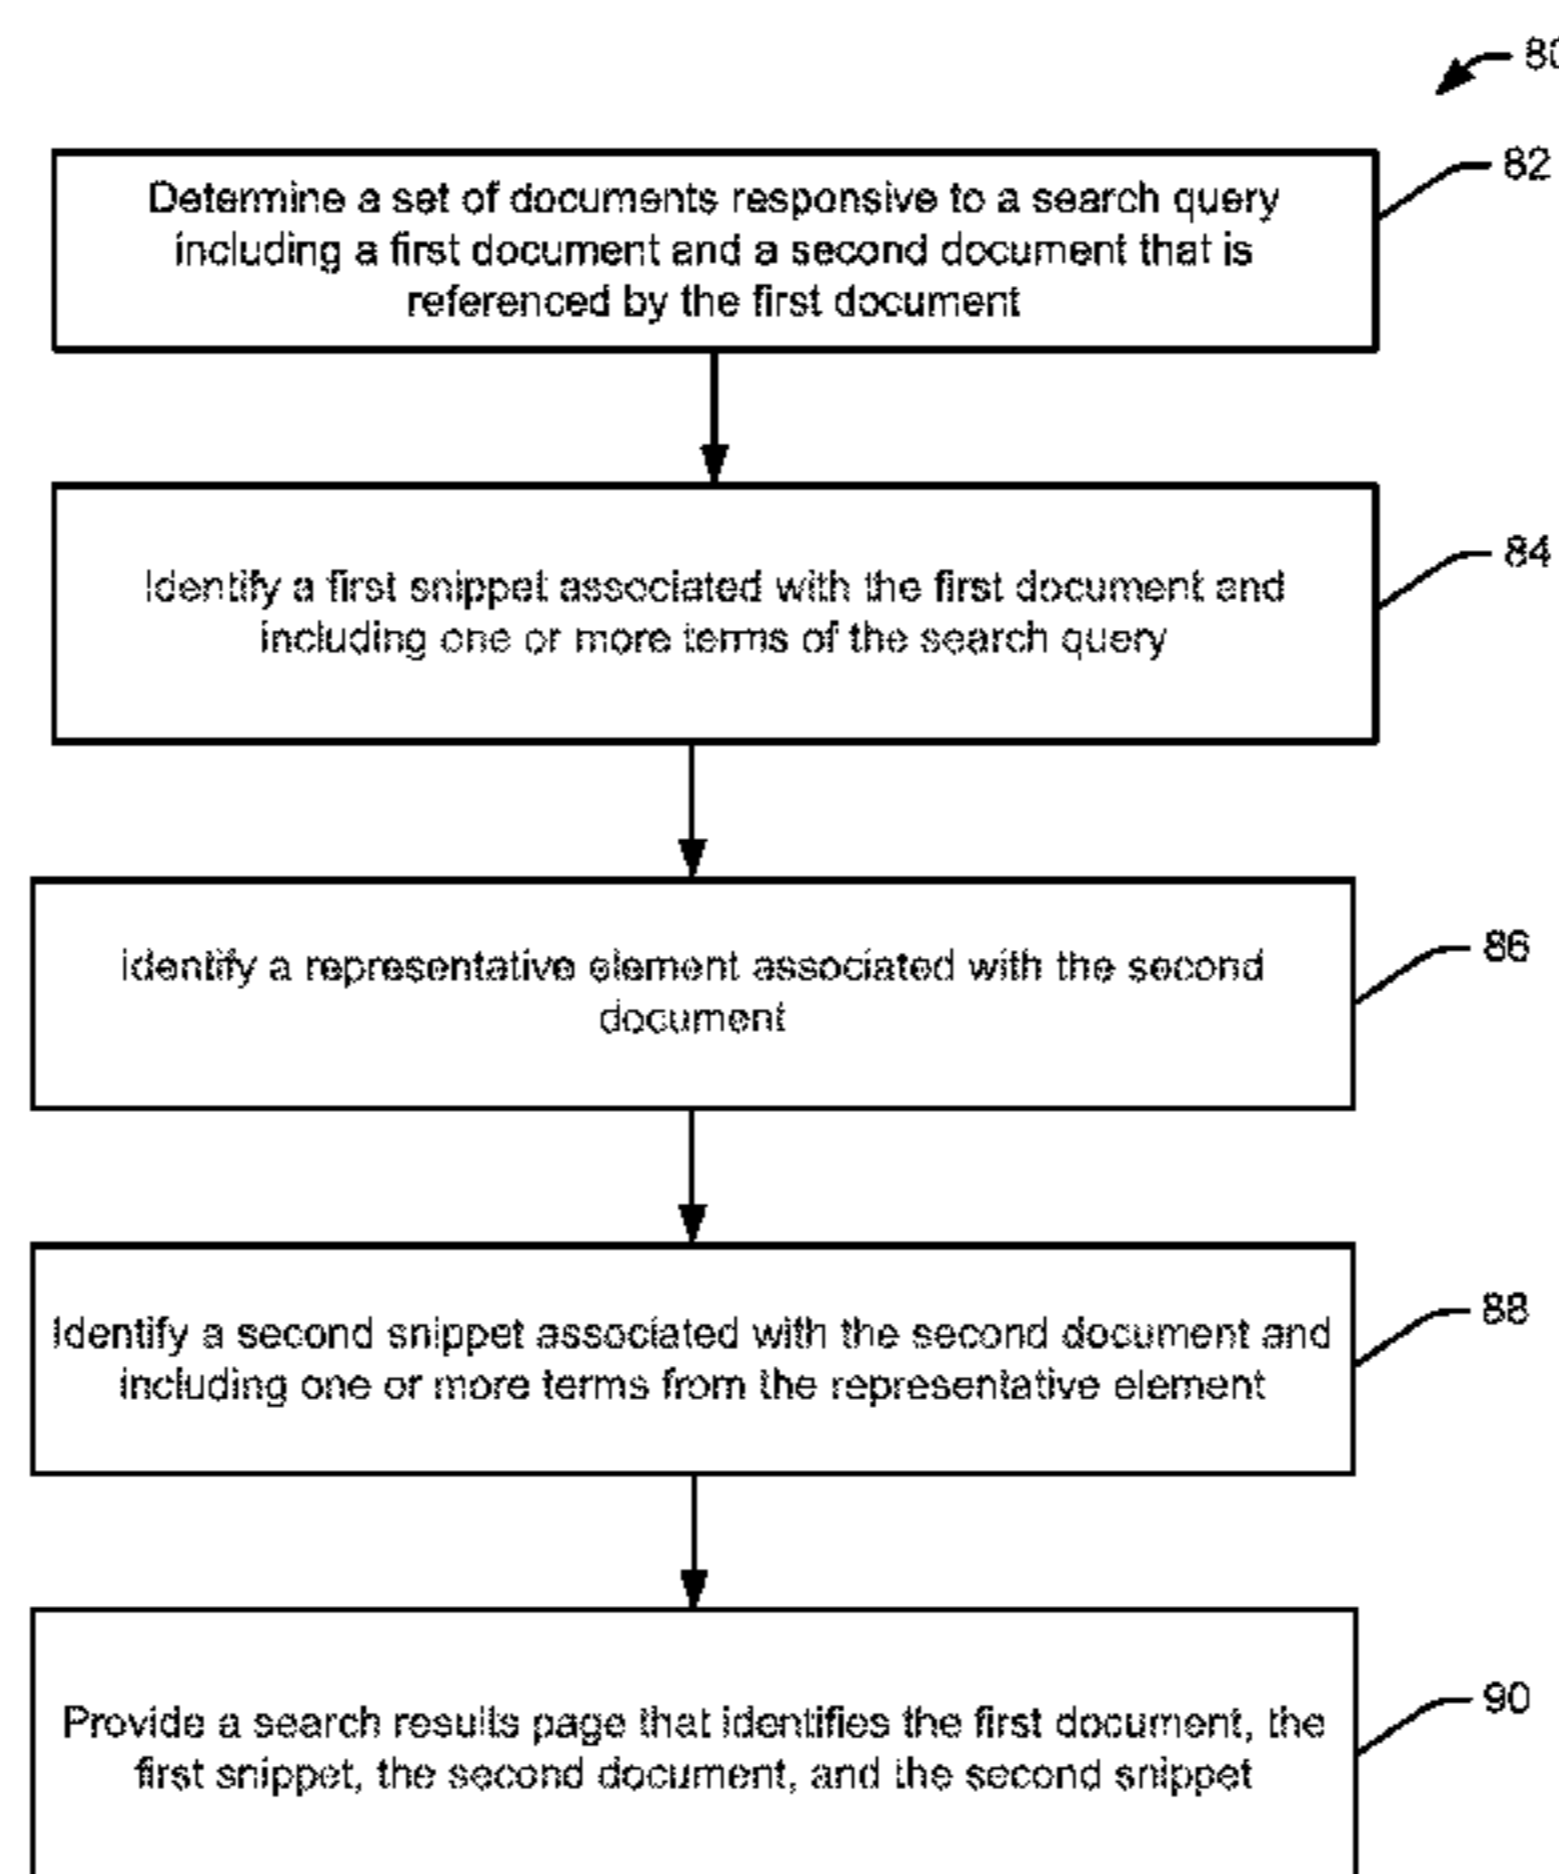 80
82
Determine a set of documents responsive to a search query
including a first document and a second document that is
referenced by the first document
84
Identify a first snippet associated with the first document and
including one or more terms of the search query
86
Identify a representative element associated with the second
document
88
Identify a second snippet associated with the second document and
including one or more terms from the representative element
90
Provide a search results page that identifies the first document, the
first snippet, the second document, and the second snippet